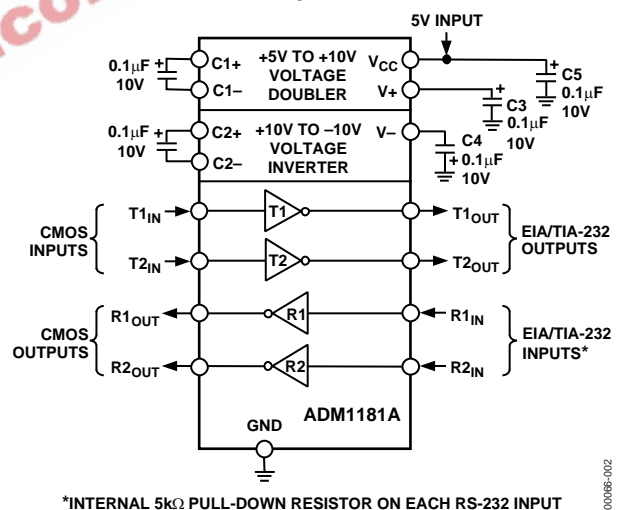 com
5V INPUT
0.1µF +
10V
C1+
C1–
+5V TO +10V
VOLTAGE
DOUBLER
VCC
V+
+ C5
0.1µF
10V
+ C3
0.1µF
10V
0.1µF +
10V
C2+
C2–
+10V TO –10V
VOLTAGE
INVERTER
V–
C4
+ 0.1µF
10V
CMOS
INPUTS
T1IN
T1
T1OUT
T2IN
T2
T2OUT
EIA/TIA-232
OUTPUTS
CMOS
OUTPUTS
R1OUT
R1
R1IN
R2OUT
R2
R2IN
EIA/TIA-232
INPUTS*
GND
ADM1181A
*INTERNAL 5kΩ PULL-DOWN RESISTOR ON EACH RS-232 INPUT
00066-002